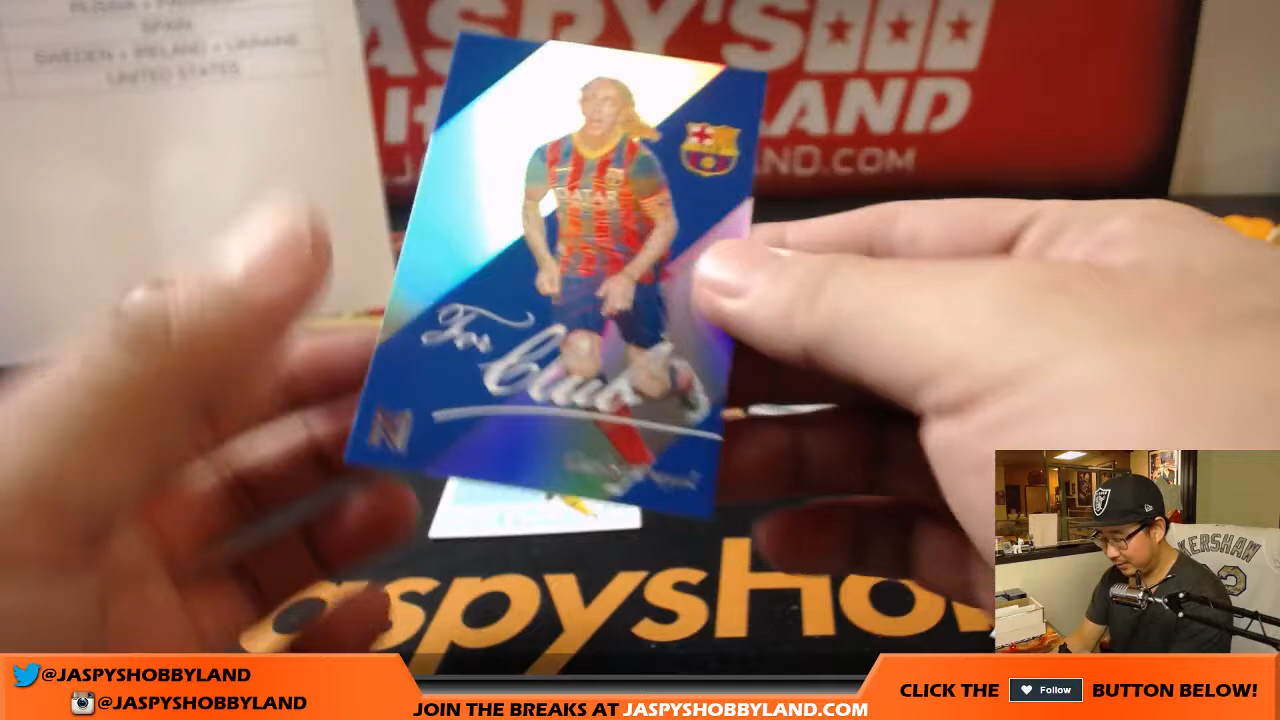 SPAIN
SWEDEN + IRELAND + UKRAINE
UNITED STATES
JASPY'S
LAND
ND.COM
For
Club
aspysho
KERSHAW
@JASPYSHOBBYLAND
@JASPYSHOBBYLAND
JOIN THE BREAKS AT JASPYSHOBBYLAND.COM
CLICK THE Follow BUTTON BELOW!